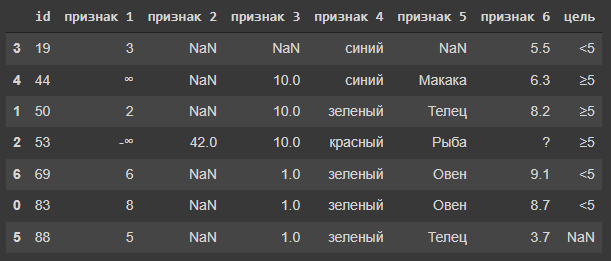 id признак 1 признак 2 признак 3 признак 4 признак 5 признак 6 цель
3 19 3 NaN NaN синий NaN 5.5 <5
4 44 ∞ NaN 10.0 синий Макака 6.3 ≥5
1 50 2 NaN 10.0 зеленый Телец 8.2 ≥5
2 53 -∞ 42.0 10.0 красный Рыба ? ≥5
6 69 6 NaN 1.0 зеленый Овен 9.1 <5
0 83 8 NaN 1.0 зеленый Овен 8.7 <5
5 88 5 NaN 1.0 зеленый Телец 3.7 NaN